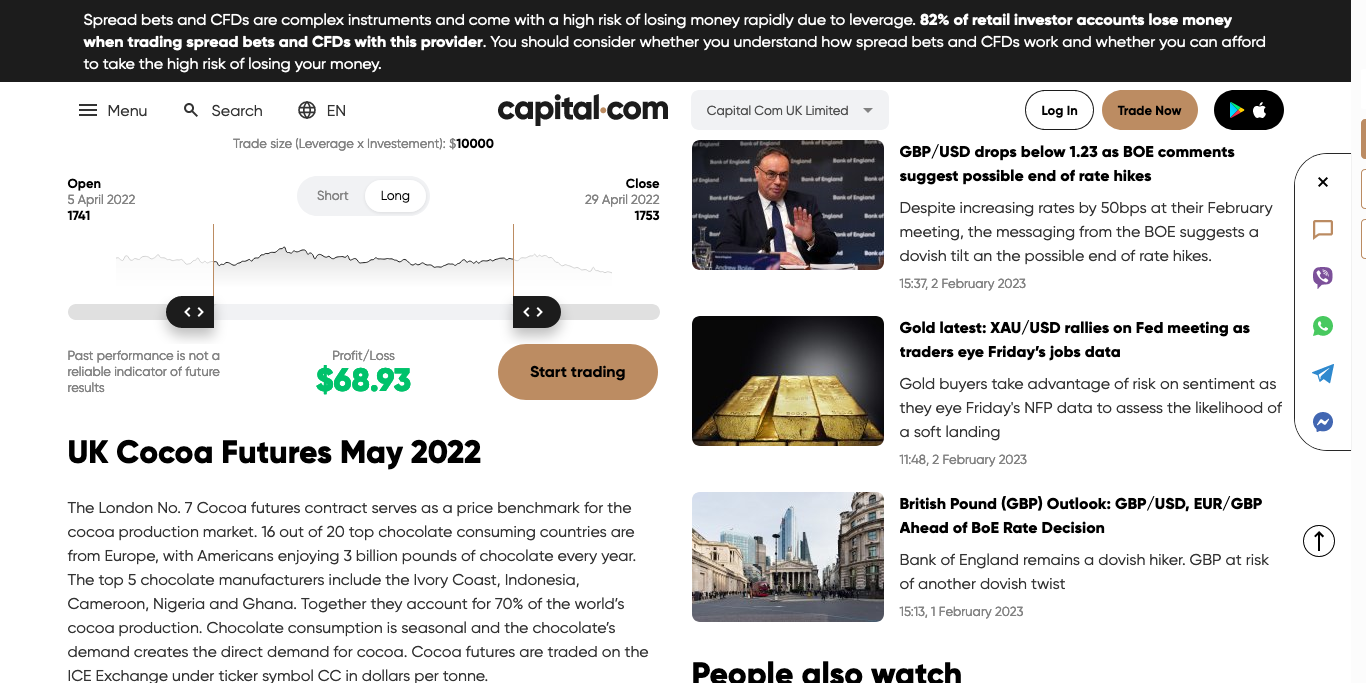 Spread bets and CFDs are complex instruments and come with a high risk of losing money rapidly due to leverage. 82% of retail investor accounts lose money
when trading spread bets and CFDs with this provider. You should consider whether you understand how spread bets and CFDs work and whether you can afford
to take the high risk of losing your money.
Menu
Search
EN
capital.com
Capital Com UK Limited
Log In
Trade Now
Trade size (Leverage x Investement): $10000
Open
5 April 2022
1741
Short
Long
Close
29 April 2022
1753
Past performance is not a
reliable indicator of future
results
Profit/Loss
$68.93
Start trading
UK Cocoa Futures May 2022
The London No. 7 Cocoa futures contract serves as a price benchmark for the
cocoa production market. 16 out of 20 top chocolate consuming countries are
from Europe, with Americans enjoying 3 billion pounds of chocolate every year.
The top 5 chocolate manufacturers include the Ivory Coast, Indonesia,
Cameroon, Nigeria and Ghana. Together they account for 70% of the world's
cocoa production. Chocolate consumption is seasonal and the chocolate's
demand creates the direct demand for cocoa. Cocoa futures are traded on the
ICE Exchange under ticker symbol CC in dollars per tonne.
GBP/USD drops below 1.23 as BOE comments
suggest possible end of rate hikes
Despite increasing rates by 50bps at their February
meeting, the messaging from the BOE suggests a
dovish tilt an the possible end of rate hikes.
15:37, 2 February 2023
Gold latest: XAU/USD rallies on Fed meeting as
traders eye Friday's jobs data
Gold buyers take advantage of risk on sentiment as
they eye Friday's NFP data to assess the likelihood of
a soft landing
11:48, 2 February 2023
British Pound (GBP) Outlook: GBP/USD, EUR/GBP
Ahead of BoE Rate Decision
Bank of England remains a dovish hiker. GBP at risk
of another dovish twist
15:13, 1 February 2023
People also watch